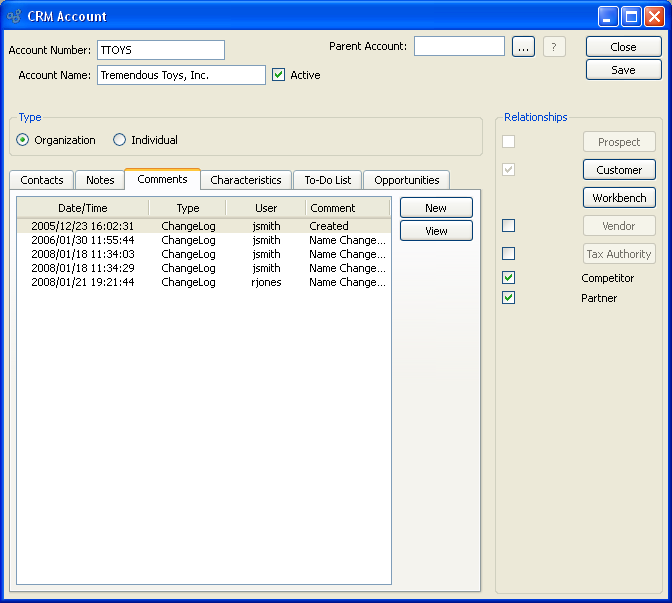 CRM Account
Account Number: TTOYS Parent Account: ... ? Close
Account Name: Tremendous Toys, Inc. Active Save
Type Relationships
Organization Individual Prospect
Contacts Notes Comments Characteristics To-Do List Opportunities Customer
Date/Time Type User Comment New Workbench
2005/12/23 16:02:31 ChangeLog jsmith Created View Vendor
2006/01/30 11:55:44 ChangeLog jsmith Name Change...
2008/01/18 11:34:03 ChangeLog jsmith Name Change... Tax Authority
2008/01/18 11:34:29 ChangeLog jsmith Name Change...
2008/01/21 19:21:44 ChangeLog rjones Name Change... Competitor
Partner